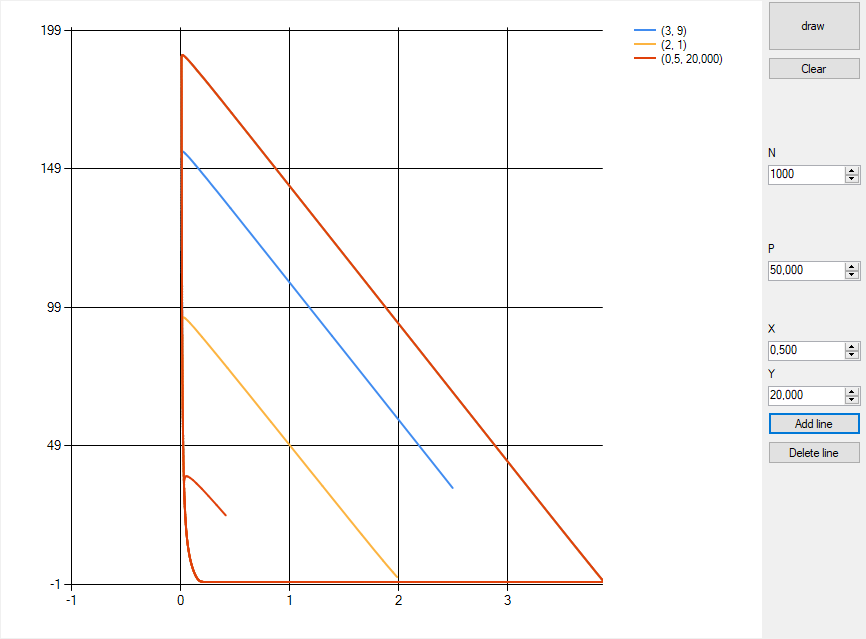 199
149
99
49
-1
-1
0
1
2
3
(3, 9)
(2, 1)
(0,5, 20,000)
draw
Clear
N
1000
P
50,000
X
0,500
Y
20,000
Add line
Delete line